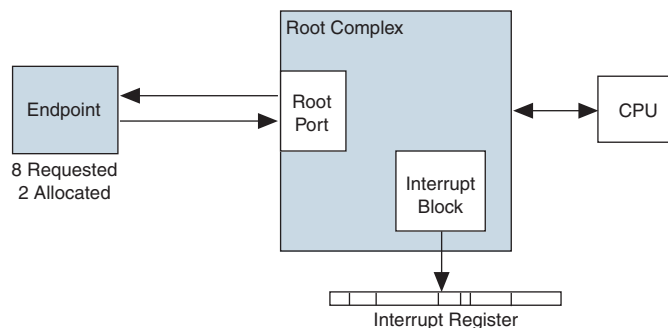 Root Complex
Endpoint
8 Requested
2 Allocated
Root
Port
CPU
Interrupt
Block
Interrupt Register